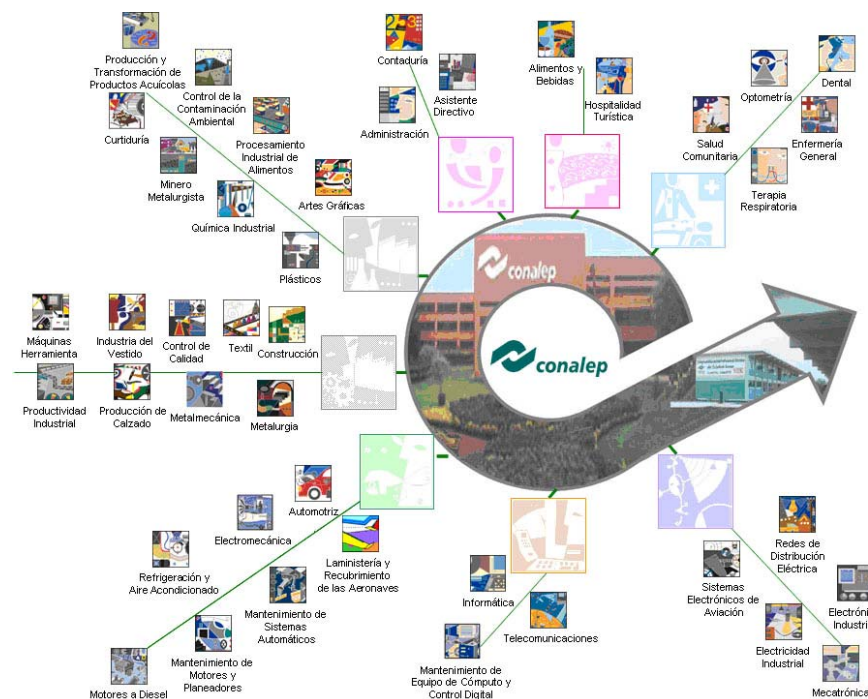 Producción y
Transformación de
Productos Acuícolas
Control de la
Contaminación
Ambiental
Curtiduría
Procesamiento
Industrial de
Alimentos
Minero
Metalurgista
Artes Gráficas
Química Industrial
Plásticos
Contaduría
Asistente
Directivo
Administración
Alimentos y
Bebidas
Hospitalidad
Turística
Optometría
Dental
Salud
Comunitaria
Enfermería
General
Terapia
Respiratoria
conalep
conalep
Máquinas
Herramienta
Industria del
Vestido
Control de
Calidad
Textil
Construcción
Productividad
Industrial
Producción de
Calzado
Metalmecánica
Metalurgia
Automotriz
Electromecánica
Laministería y
Recubrimiento
de las Aeronaves
Refrigeración y
Aire Acondicionado
Mantenimiento de
Sistemas
Automáticos
Mantenimiento de
Motores y
Planeadores
Motores a Diesel
Informática
Telecomunicaciones
Mantenimiento de
Equipo de Cómputo y
Control Digital
Redes de
Distribución
Eléctrica
Sistemas
Electrónicos de
Aviación
Electróni
Industri
Electricidad
Industrial
Mecatrónic